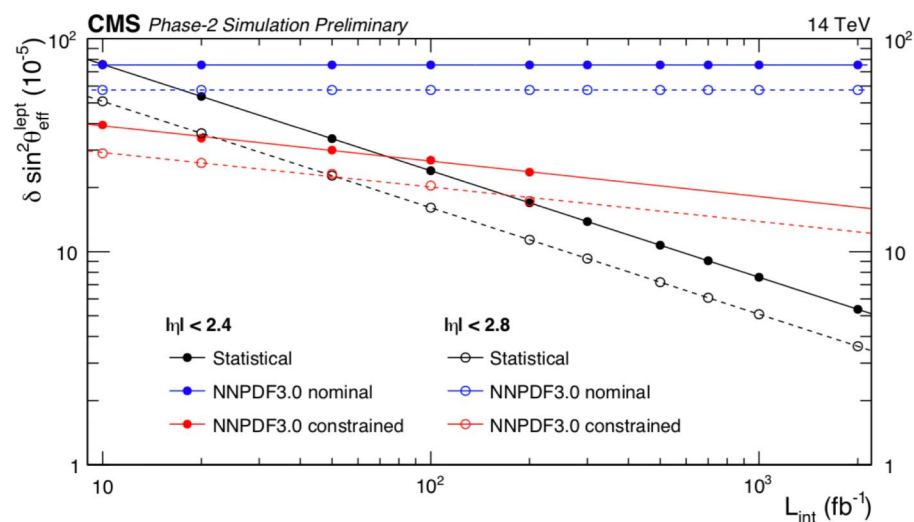 CMS Phase-2 Simulation Preliminary 14 TeV
δ sin²θ^lept_eff (10⁻⁵)
10² 10²
10 10
1 1
|η| < 2.4 |η| < 2.8
Statistical Statistical
NNPDF3.0 nominal NNPDF3.0 nominal
NNPDF3.0 constrained NNPDF3.0 constrained
10 10² 10³
L_int (fb⁻¹)